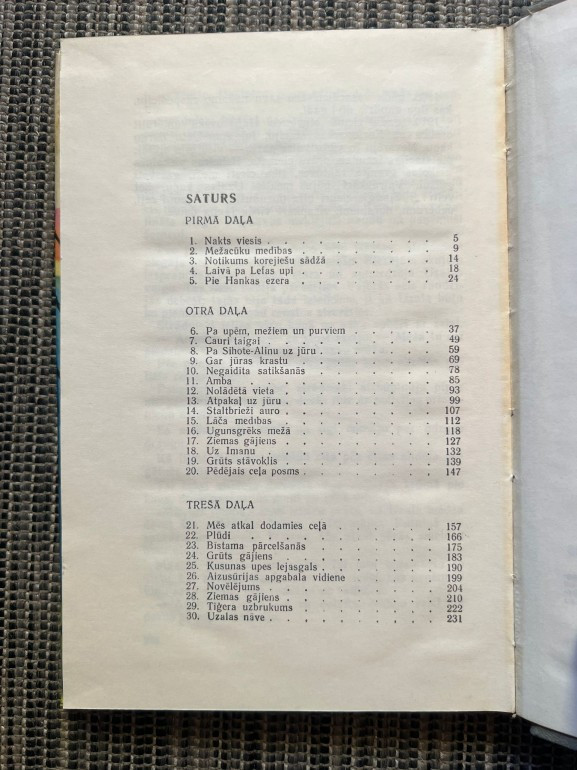 SATURS
PIRMĀ DAĻA
1. Nakts viesis . . . . . . . . . 5
2. Mežacūku medības . . . . . . . . 9
3. Notikums korejiešu sādžā . . . . . . 14
4. Laivā pa Lefas upi . . . . . . . 18
5. Pie Hankas ezera . . . . . . . . 24
OTRĀ DAĻA
6. Pa upēm, mežiem un purviem . . . . . 37
7. Cauri taigai . . . . . . . . . 49
8. Pa Sihote-Alinu uz jūru . . . . . . 59
9. Gar jūras krastu . . . . . . . . 69
10. Negaidīta satikšanās . . . . . . . 78
11. Amba . . . . . . . . . . 85
12. Nolādētā vieta . . . . . . . . 93
13. Atpakaļ uz jūru . . . . . . . . 99
14. Staltbrieži auro . . . . . . . . 107
15. Lāča medības . . . . . . . . 112
16. Ugunsgrēks mežā . . . . . . . . 118
17. Ziemas gājiens . . . . . . . . 127
18. Uz Imanu . . . . . . . . . 132
19. Grūts stāvoklis . . . . . . . . 139
20. Pēdējais ceļa posms . . . . . . . 147
TREŠĀ DAĻA
21. Mēs atkal dodamies ceļā . . . . . . 157
22. Plūdi . . . . . . . . . . 166
23. Bīstama pārcelšanās . . . . . . . 175
24. Grūts gājiens . . . . . . . . 183
25. Kusunas upes lejasgals . . . . . . 190
26. Aizusūrijas apgabala vidiene . . . . . 199
27. Novēlējums . . . . . . . . . 204
28. Ziemas gājiens . . . . . . . . 210
29. Tīģera uzbrukums . . . . . . . 222
30. Uzalas nāve . . . . . . . . . 231